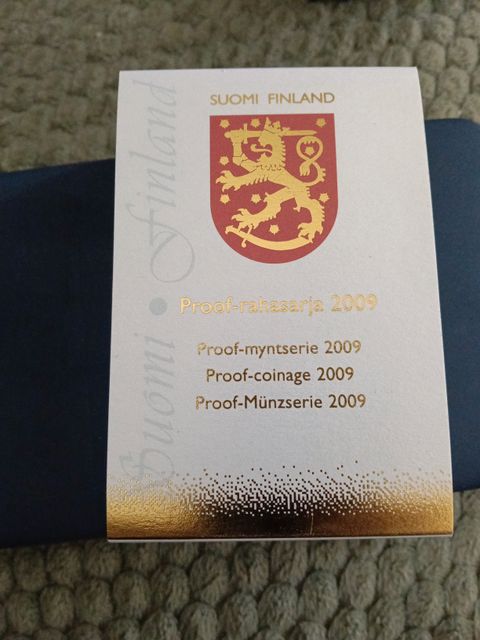 SUOMI FINLAND
Proof-rahasarja 2009
Proof-myntserie 2009
Proof-coinage 2009
Proof-Münzserie 2009
Suomi • Finland